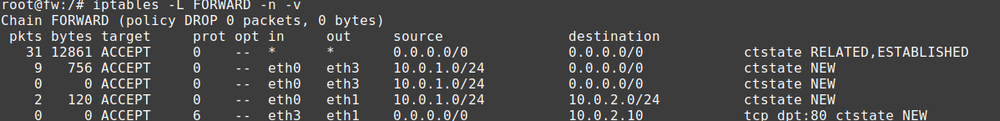 root@fw:/# iptables -L FORWARD -n -v
Chain FORWARD (policy DROP 0 packets, 0 bytes)
 pkts bytes target     prot opt in     out     source               destination
   31 12861 ACCEPT     0    --  *      *       0.0.0.0/0            0.0.0.0/0            ctstate RELATED,ESTABLISHED
    9   756 ACCEPT     0    --  eth0   eth3    10.0.1.0/24          0.0.0.0/0            ctstate NEW
    0     0 ACCEPT     0    --  eth0   eth3    10.0.1.0/24          0.0.0.0/0            ctstate NEW
    2   120 ACCEPT     0    --  eth0   eth1    10.0.1.0/24          10.0.2.0/24          ctstate NEW
    0     0 ACCEPT     6    --  eth3   eth1    0.0.0.0/0            10.0.2.10            tcp dpt:80 ctstate NEW